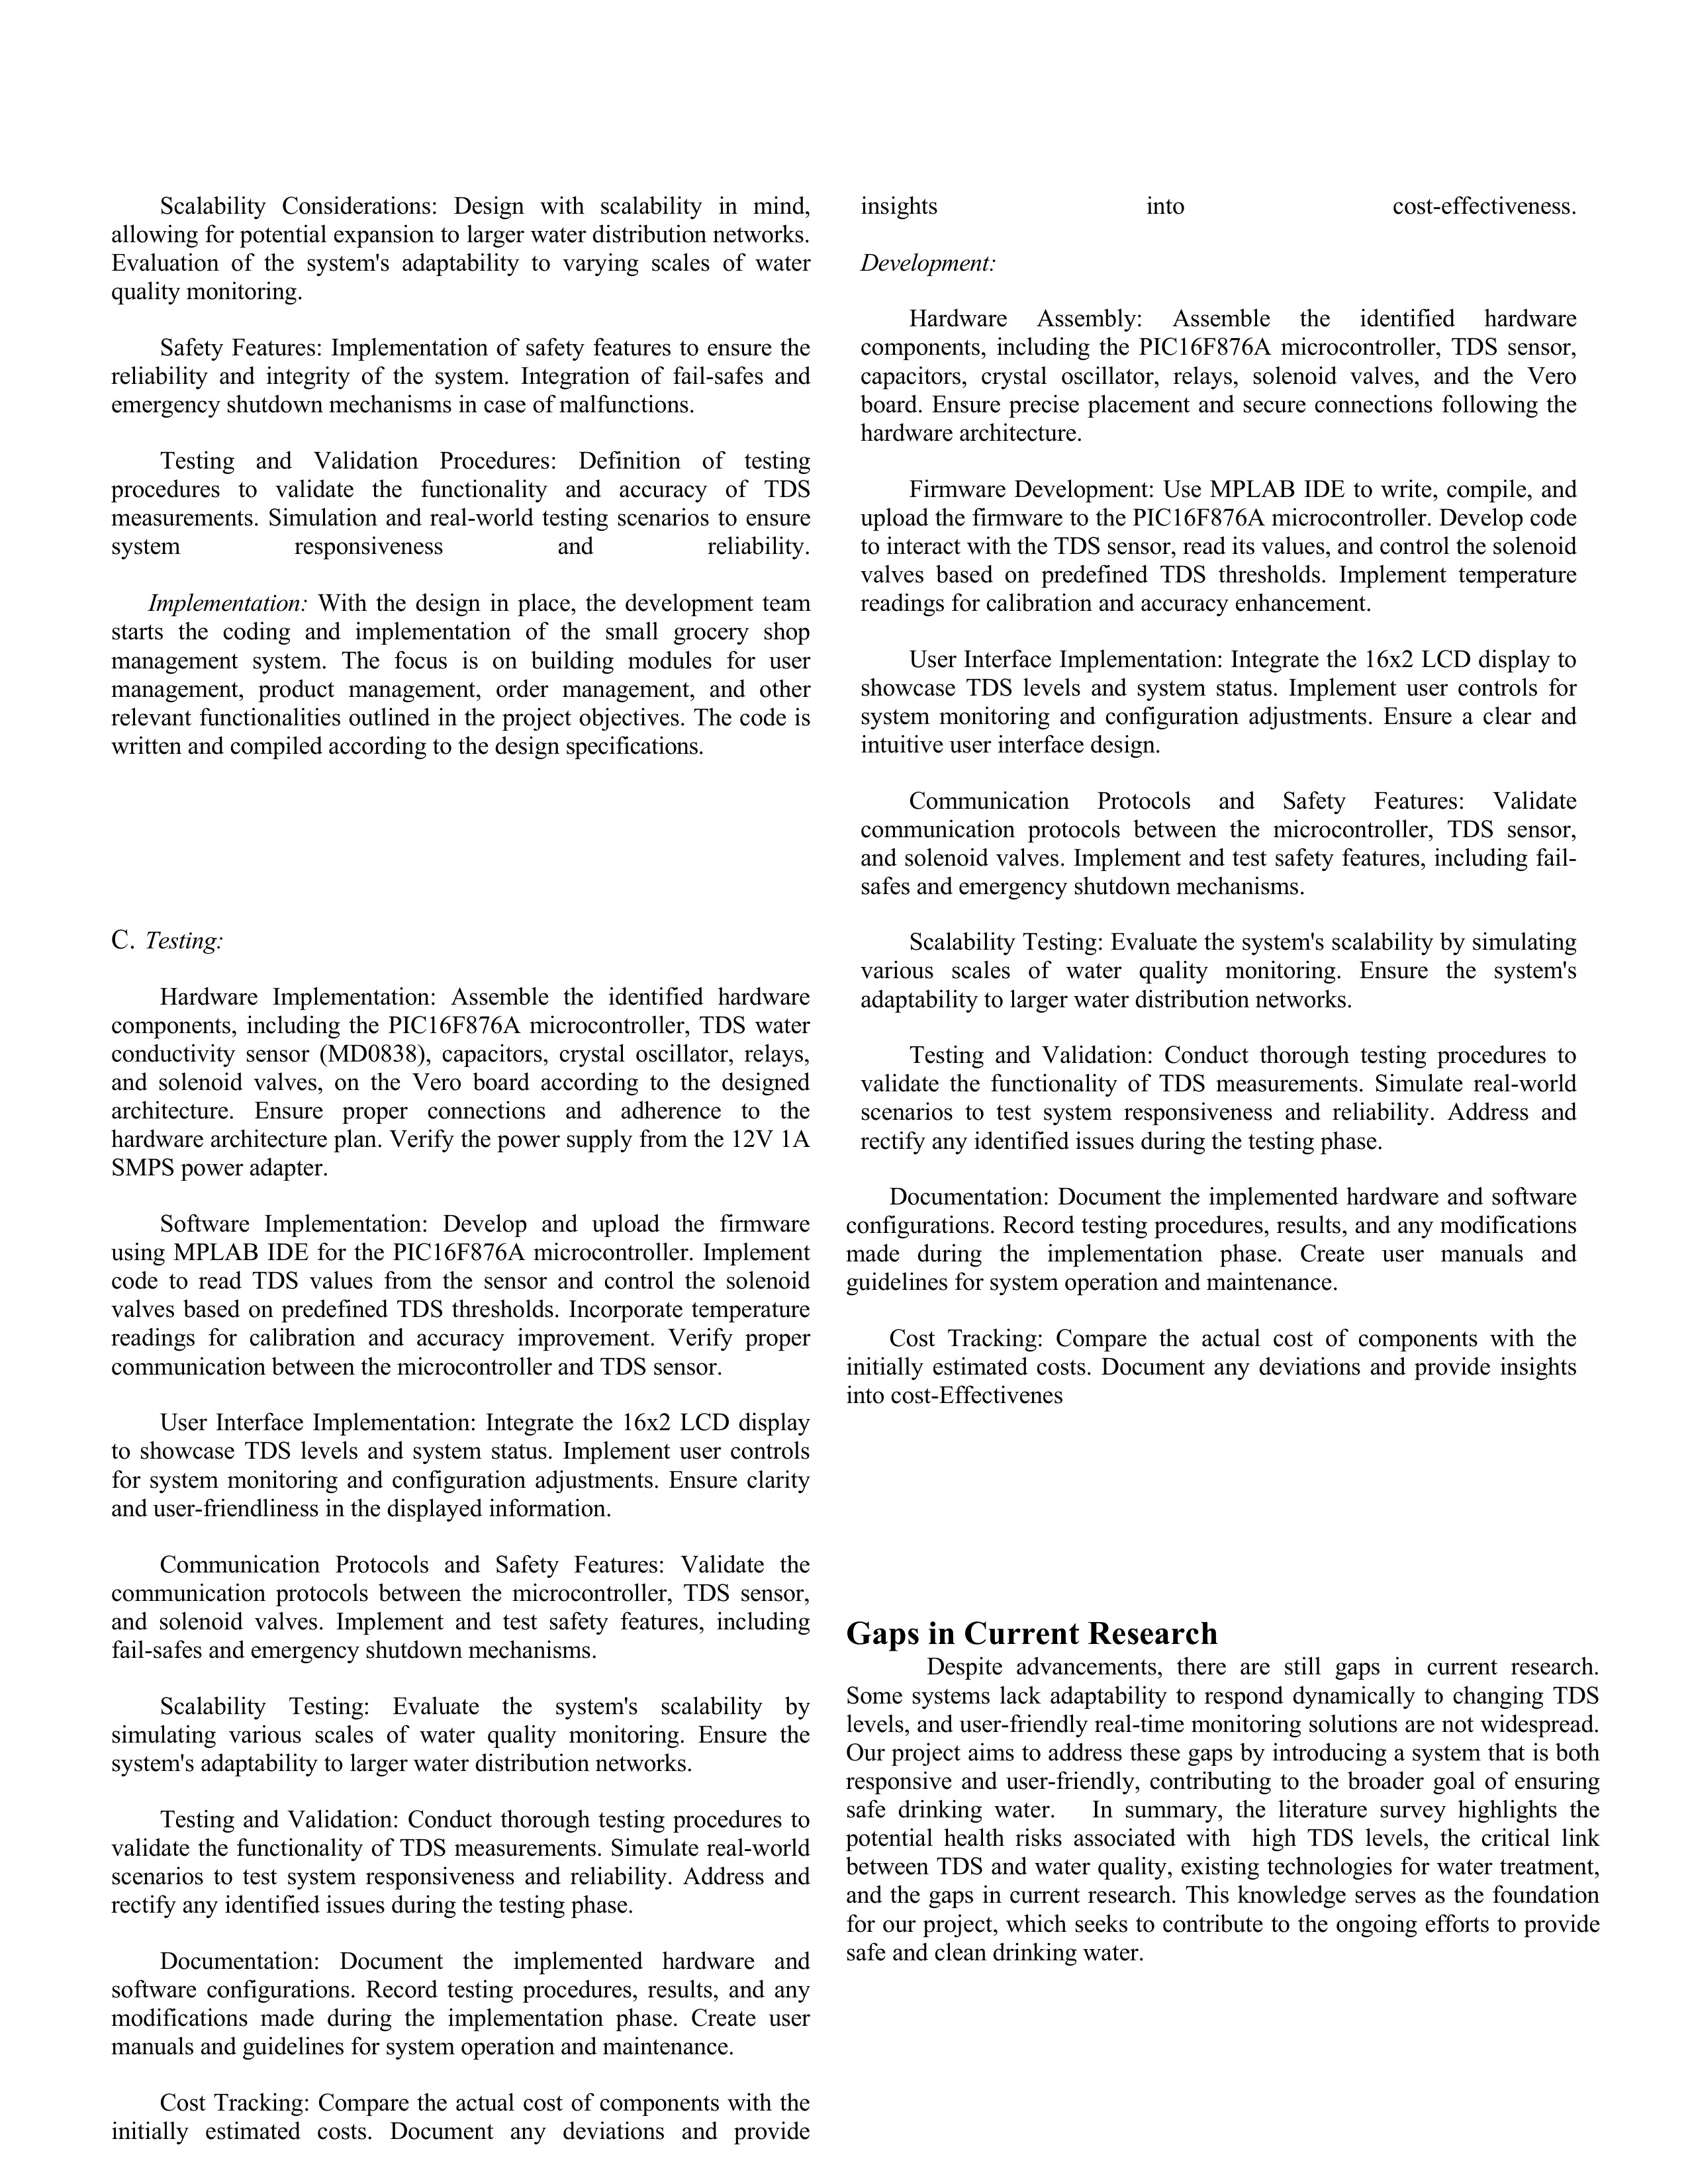 Scalability Considerations: Design with scalability in mind,
allowing for potential expansion to larger water distribution networks.
Evaluation of the system's adaptability to varying scales of water
quality monitoring.
Safety Features: Implementation of safety features to ensure the
reliability and integrity of the system. Integration of fail-safes and
emergency shutdown mechanisms in case of malfunctions.
Testing and Validation Procedures: Definition of testing
procedures to validate the functionality and accuracy of TDS
measurements. Simulation and real-world testing scenarios to ensure
system responsiveness and reliability.
Implementation: With the design in place, the development team
starts the coding and implementation of the small grocery shop
management system. The focus is on building modules for user
management, product management, order management, and other
relevant functionalities outlined in the project objectives. The code is
written and compiled according to the design specifications.
C. Testing:
Hardware Implementation: Assemble the identified hardware
components, including the PIC16F876A microcontroller, TDS water
conductivity sensor (MD0838), capacitors, crystal oscillator, relays,
and solenoid valves, on the Vero board according to the designed
architecture. Ensure proper connections and adherence to the
hardware architecture plan. Verify the power supply from the 12V 1A
SMPS power adapter.
Software Implementation: Develop and upload the firmware
using MPLAB IDE for the PIC16F876A microcontroller. Implement
code to read TDS values from the sensor and control the solenoid
valves based on predefined TDS thresholds. Incorporate temperature
readings for calibration and accuracy improvement. Verify proper
communication between the microcontroller and TDS sensor.
User Interface Implementation: Integrate the 16x2 LCD display
to showcase TDS levels and system status. Implement user controls
for system monitoring and configuration adjustments. Ensure clarity
and user-friendliness in the displayed information.
Communication Protocols and Safety Features: Validate the
communication protocols between the microcontroller, TDS sensor,
and solenoid valves. Implement and test safety features, including
fail-safes and emergency shutdown mechanisms.
Scalability Testing: Evaluate the system's scalability by
simulating various scales of water quality monitoring. Ensure the
system's adaptability to larger water distribution networks.
Testing and Validation: Conduct thorough testing procedures to
validate the functionality of TDS measurements. Simulate real-world
scenarios to test system responsiveness and reliability. Address and
rectify any identified issues during the testing phase.
Documentation: Document the implemented hardware and
software configurations. Record testing procedures, results, and any
modifications made during the implementation phase. Create user
manuals and guidelines for system operation and maintenance.
Cost Tracking: Compare the actual cost of components with the
initially estimated costs. Document any deviations and provide
insights into cost-effectiveness.
Development:
Hardware Assembly: Assemble the identified hardware
components, including the PIC16F876A microcontroller, TDS sensor,
capacitors, crystal oscillator, relays, solenoid valves, and the Vero
board. Ensure precise placement and secure connections following the
hardware architecture.
Firmware Development: Use MPLAB IDE to write, compile, and
upload the firmware to the PIC16F876A microcontroller. Develop code
to interact with the TDS sensor, read its values, and control the solenoid
valves based on predefined TDS thresholds. Implement temperature
readings for calibration and accuracy enhancement.
User Interface Implementation: Integrate the 16x2 LCD display to
showcase TDS levels and system status. Implement user controls for
system monitoring and configuration adjustments. Ensure a clear and
intuitive user interface design.
Communication Protocols and Safety Features: Validate
communication protocols between the microcontroller, TDS sensor,
and solenoid valves. Implement and test safety features, including fail-
safes and emergency shutdown mechanisms.
Scalability Testing: Evaluate the system's scalability by simulating
various scales of water quality monitoring. Ensure the system's
adaptability to larger water distribution networks.
Testing and Validation: Conduct thorough testing procedures to
validate the functionality of TDS measurements. Simulate real-world
scenarios to test system responsiveness and reliability. Address and
rectify any identified issues during the testing phase.
Documentation: Document the implemented hardware and software
configurations. Record testing procedures, results, and any modifications
made during the implementation phase. Create user manuals and
guidelines for system operation and maintenance.
Cost Tracking: Compare the actual cost of components with the
initially estimated costs. Document any deviations and provide insights
into cost-Effectivenes
Gaps in Current Research
Despite advancements, there are still gaps in current research.
Some systems lack adaptability to respond dynamically to changing TDS
levels, and user-friendly real-time monitoring solutions are not widespread.
Our project aims to address these gaps by introducing a system that is both
responsive and user-friendly, contributing to the broader goal of ensuring
safe drinking water. In summary, the literature survey highlights the
potential health risks associated with high TDS levels, the critical link
between TDS and water quality, existing technologies for water treatment,
and the gaps in current research. This knowledge serves as the foundation
for our project, which seeks to contribute to the ongoing efforts to provide
safe and clean drinking water.